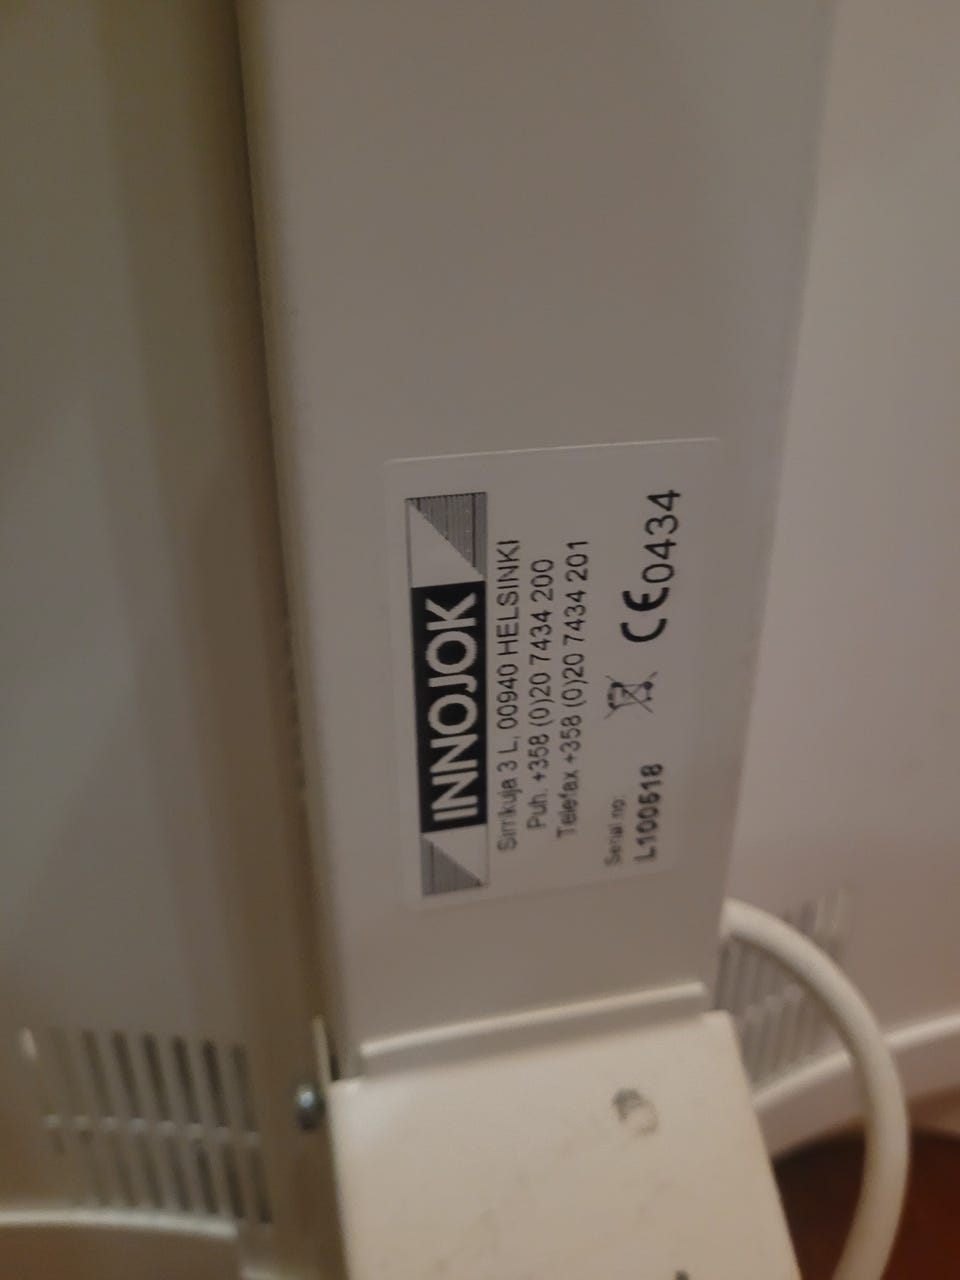 INNOJOK
Sirrikuja 3 L, 00940 HELSINKI
Puh. +358 (0)20 7434 200
Telefax +358 (0)20 7434 201
Serial no:
L100518
CE0434